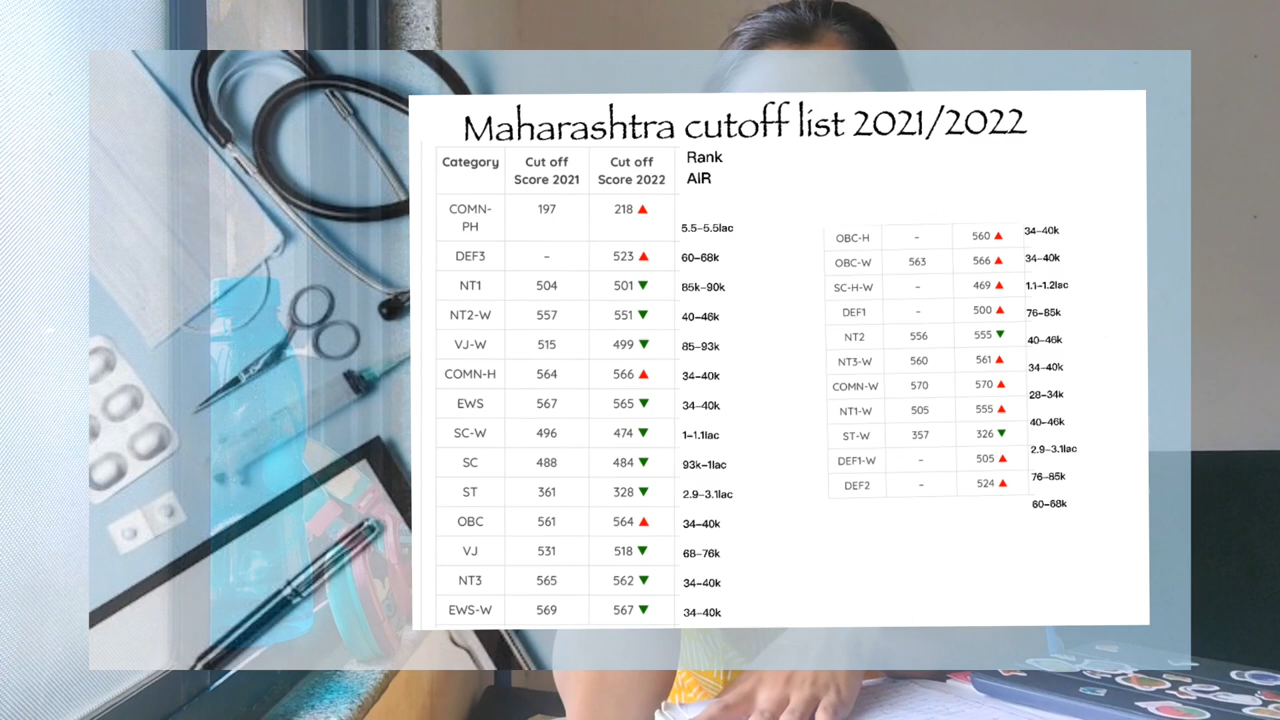 Maharashtra cutoff list 2021/2022
Category Cut off Score 2021 Cut off Score 2022 Rank AIR
COMN-PH 197 218 ▲ 5.5-5.5lac
DEF3 - 523 ▲ 60-68k
NT1 504 501 ▼ 85k-90k
NT2-W 557 551 ▼ 40-46k
VJ-W 515 499 ▼ 85-93k
COMN-H 564 566 ▲ 34-40k
EWS 567 565 ▼ 34-40k
SC-W 496 474 ▼ 1-1.1lac
SC 488 484 ▼ 93k-1lac
ST 361 328 ▼ 2.9-3.1lac
OBC 561 564 ▲ 34-40k
VJ 531 518 ▼ 68-76k
NT3 565 562 ▼ 34-40k
EWS-W 569 567 ▼ 34-40k
OBC-H - 560 ▲ 34-40k
OBC-W 563 566 ▲ 34-40k
SC-H-W - 469 ▲ 1.1-1.2lac
DEF1 - 500 ▲ 76-85k
NT2 556 555 ▼ 40-46k
NT3-W 560 561 ▲ 34-40k
COMN-W 570 570 ▲ 28-34k
NT1-W 505 555 ▲ 40-46k
ST-W 357 326 ▼ 2.9-3.1lac
DEF1-W - 505 ▲ 76-85k
DEF2 - 524 ▲ 60-68k